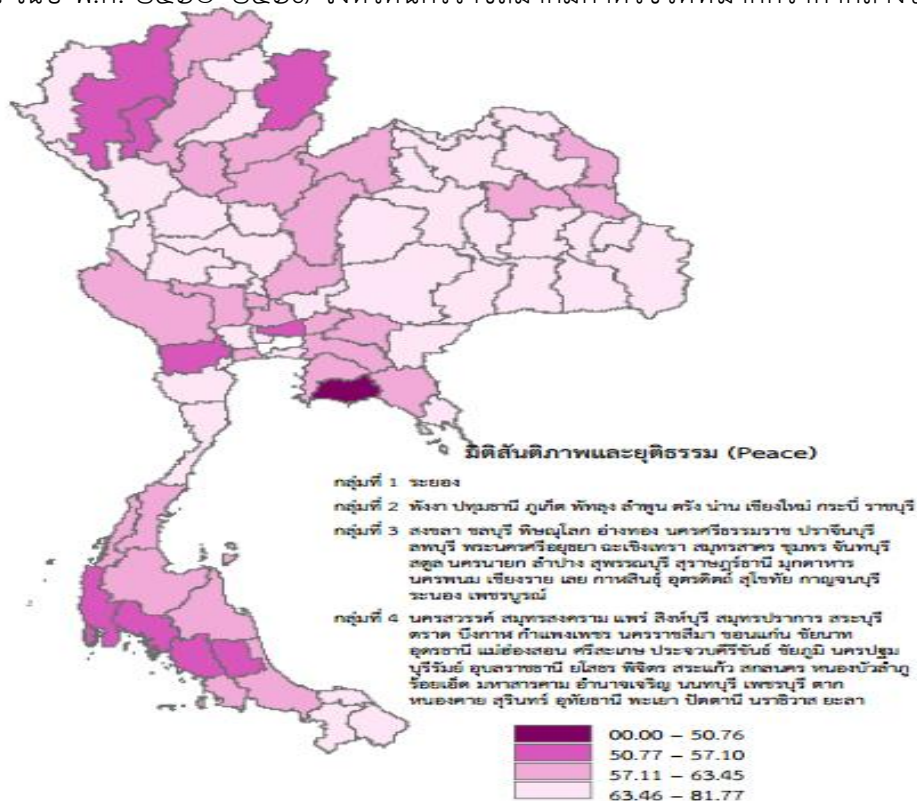 มิติสันติภาพและยุติธรรม (Peace)
กลุ่มที่ 1 ระยอง
กลุ่มที่ 2 พังงา ปทุมธานี ภูเก็ต พัทลุง ลำพูน ตรัง น่าน เชียงใหม่ กระบี่ ราชบุรี
กลุ่มที่ 3 สงขลา ชลบุรี พิษณุโลก อ่างทอง นครศรีธรรมราช ปราจีนบุรี
ลพบุรี พระนครศรีอยุธยา ฉะเชิงเทรา สมุทรสาคร ชุมพร จันทบุรี
สตูล นครนายก ลำปาง สุพรรณบุรี สุราษฎร์ธานี มุกดาหาร
นครพนม เชียงราย เลย กาฬสินธุ์ อุตรดิตถ์ สุโขทัย กาญจนบุรี
ระนอง เพชรบูรณ์
กลุ่มที่ 4 นครสวรรค์ สมุทรสงคราม แพร่ สิงห์บุรี สมุทรปราการ สระบุรี
ตราด บึงกาฬ กำแพงเพชร นครราชสีมา ขอนแก่น ชัยนาท
อุดรธานี แม่ฮ่องสอน ศรีสะเกษ ประจวบคีรีขันธ์ ชัยภูมิ นครปฐม
บุรีรัมย์ อุบลราชธานี ยโสธร พิจิตร สระแก้ว สกลนคร หนองบัวลำภู
ร้อยเอ็ด มหาสารคาม อำนาจเจริญ นนทบุรี เพชรบุรี ตาก
หนองคาย สุรินทร์ อุทัยธานี พะเยา ปัตตานี นราธิวาส ยะลา
00.00 – 50.76
50.77 – 57.10
57.11 – 63.45
63.46 – 81.77